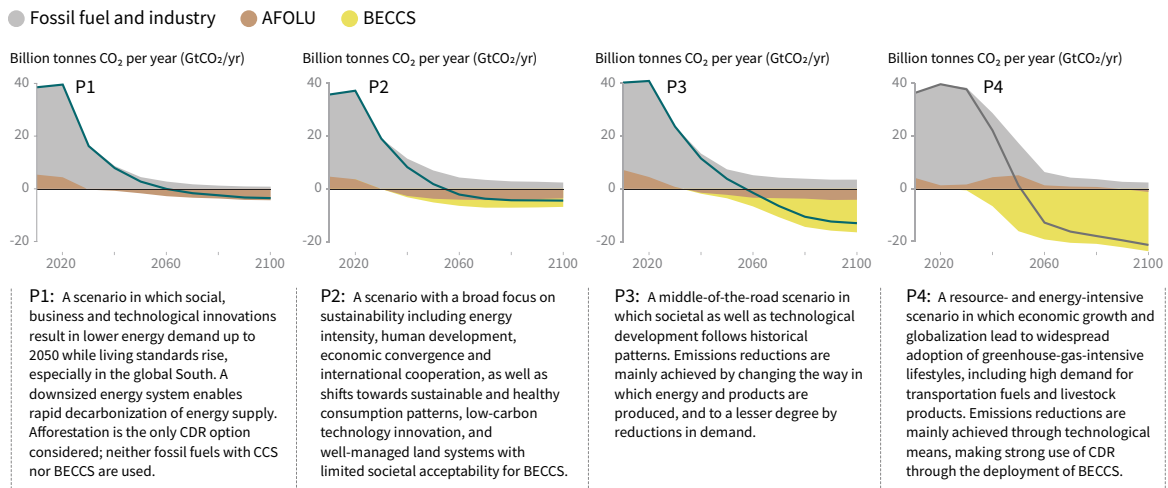 Fossil fuel and industry AFOLU BECCS
Billion tonnes CO₂ per year (GtCO₂/yr)
P1
40
20
0
-20
2020 2060 2100
Billion tonnes CO₂ per year (GtCO₂/yr)
P2
40
20
0
-20
2020 2060 2100
Billion tonnes CO₂ per year (GtCO₂/yr)
P3
40
20
0
-20
2020 2060 2100
Billion tonnes CO₂ per year (GtCO₂/yr)
P4
40
20
0
-20
2020 2060 2100
P1: A scenario in which social,
business and technological innovations
result in lower energy demand up to
2050 while living standards rise,
especially in the global South. A
downsized energy system enables
rapid decarbonization of energy supply.
Afforestation is the only CDR option
considered; neither fossil fuels with CCS
nor BECCS are used.
P2: A scenario with a broad focus on
sustainability including energy
intensity, human development,
economic convergence and
international cooperation, as well as
shifts towards sustainable and healthy
consumption patterns, low-carbon
technology innovation, and
well-managed land systems with
limited societal acceptability for BECCS.
P3: A middle-of-the-road scenario in
which societal as well as technological
development follows historical
patterns. Emissions reductions are
mainly achieved by changing the way in
which energy and products are
produced, and to a lesser degree by
reductions in demand.
P4: A resource- and energy-intensive
scenario in which economic growth and
globalization lead to widespread
adoption of greenhouse-gas-intensive
lifestyles, including high demand for
transportation fuels and livestock
products. Emissions reductions are
mainly achieved through technological
means, making strong use of CDR
through the deployment of BECCS.